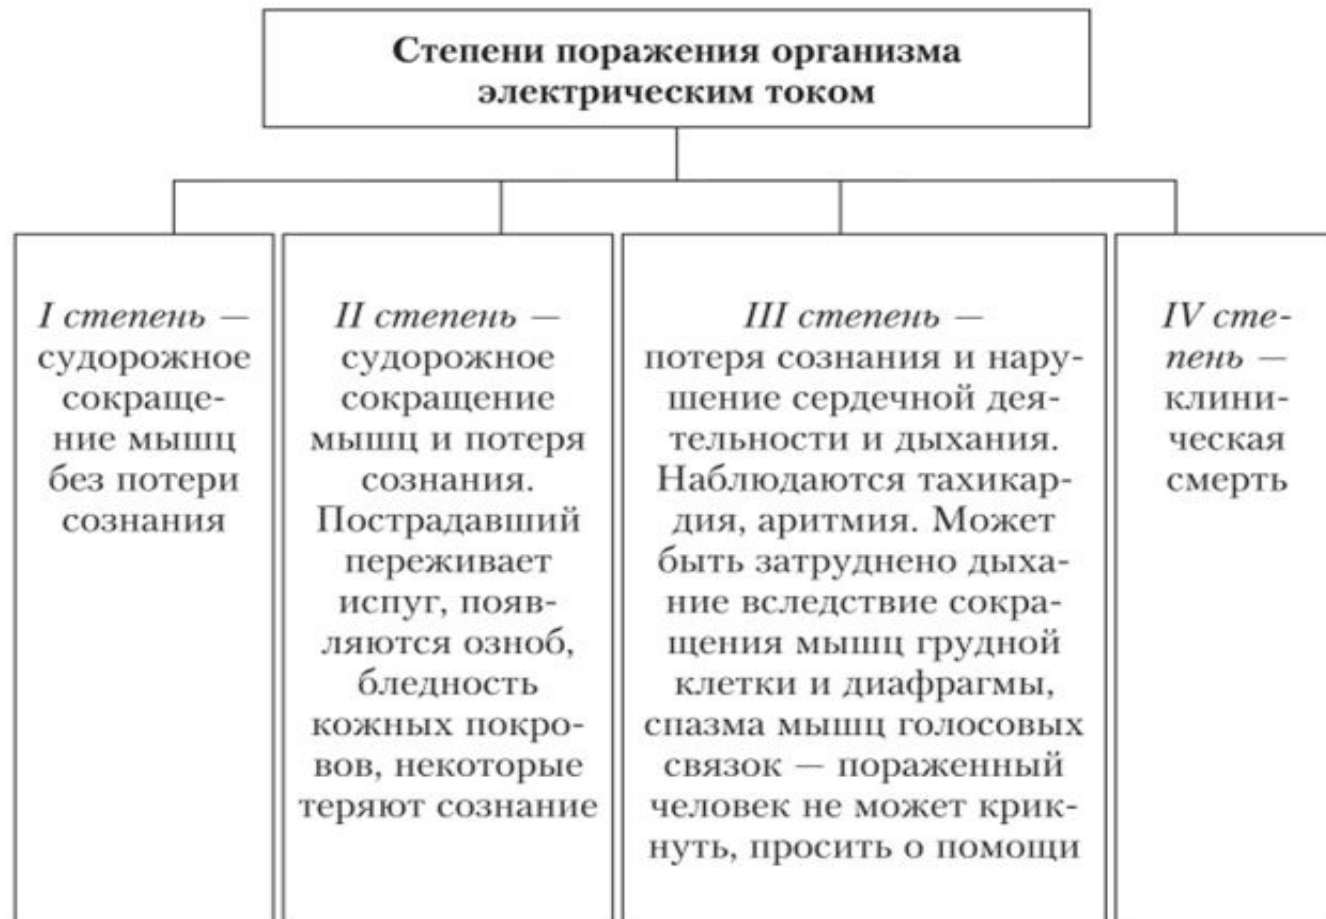 Степени поражения организма
электрическим током
I степень —
судорожное
сокраще-
ние мышц
без потери
сознания
II степень —
судорожное
сокращение
мышц и потеря
сознания.
Пострадавший
переживает
испуг, появ-
ляются озноб,
бледность
кожных покро-
вов, некоторые
теряют сознание
III степень —
потеря сознания и нару-
шение сердечной дея-
тельности и дыхания.
Наблюдаются тахикар-
дия, аритмия. Может
быть затруднено дыха-
ние вследствие сокра-
щения мышц грудной
клетки и диафрагмы,
спазма мышц голосовых
связок — пораженный
человек не может крик-
нуть, просить о помощи
IV сте-
пень —
клини-
ческая
смерть